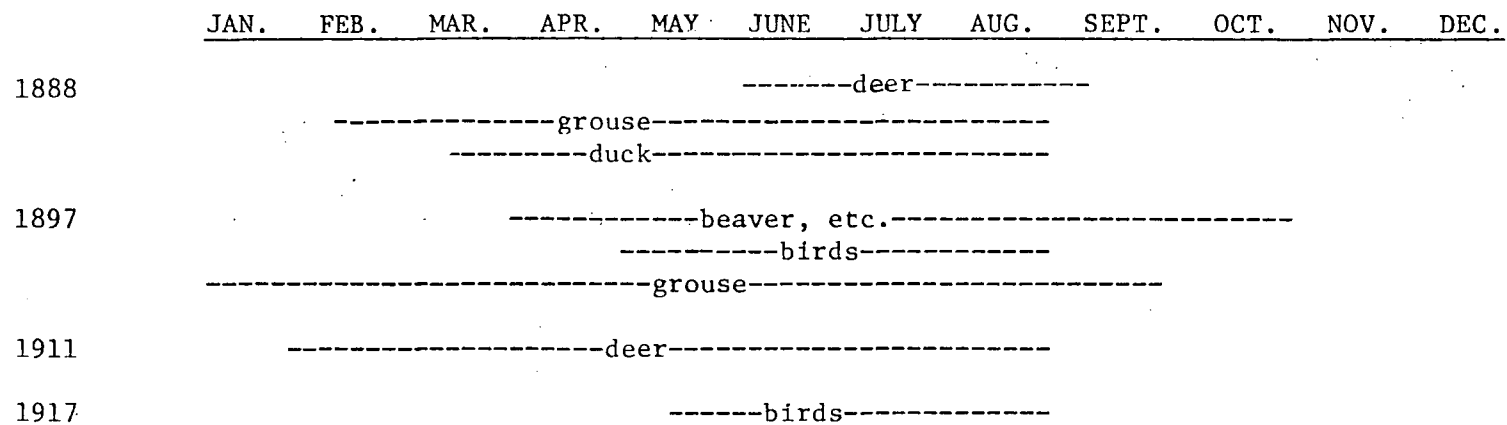 JAN. FEB. MAR. APR. MAY JUNE JULY AUG. SEPT. OCT. NOV. DEC.
1888 -------deer-----------
--------------grouse-------------------------
---------duck-------------------------
1897 ------------beaver, etc.-------------------------
----------birds------------
----------------------------grouse--------------------------
1911 --------------------deer------------------------
1917 ------birds-------------